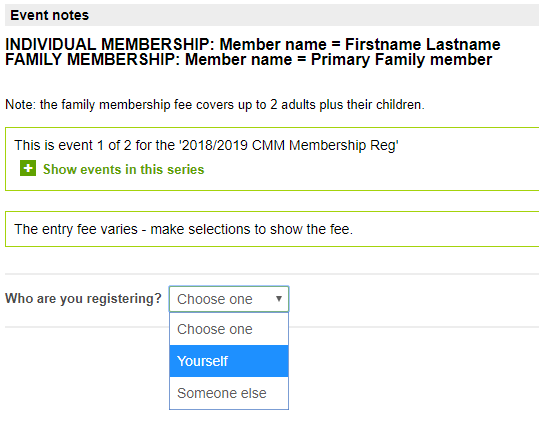 Event notes
INDIVIDUAL MEMBERSHIP: Member name = Firstname Lastname
FAMILY MEMBERSHIP: Member name = Primary Family member
Note: the family membership fee covers up to 2 adults plus their children.
This is event 1 of 2 for the '2018/2019 CMM Membership Reg'
Show events in this series
The entry fee varies - make selections to show the fee.
Who are you registering? Choose one
Choose one
Yourself
Someone else